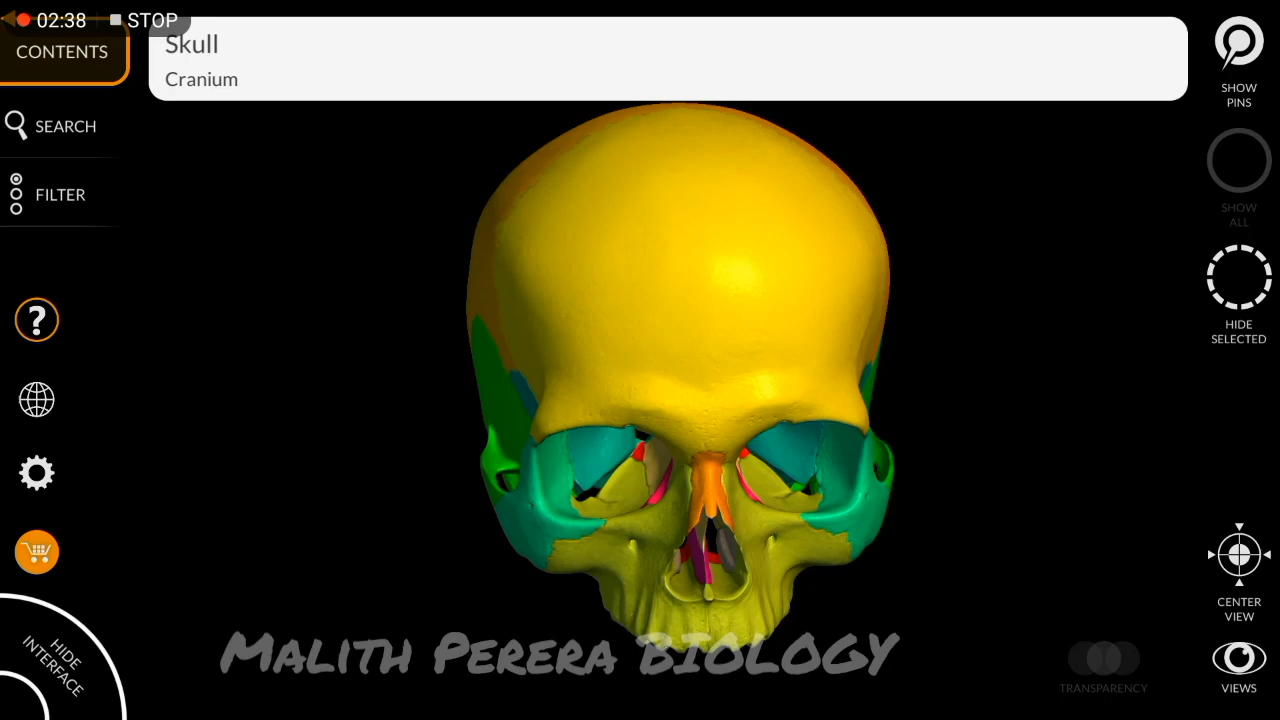 02:38 STOP
CONTENTS
Skull
Cranium
SEARCH
FILTER
?
HIDE
INTERFACE
SHOW
PINS
SHOW
ALL
HIDE
SELECTED
CENTER
VIEW
VIEWS
TRANSPARENCY
MALITH PERERA BIOLOGY